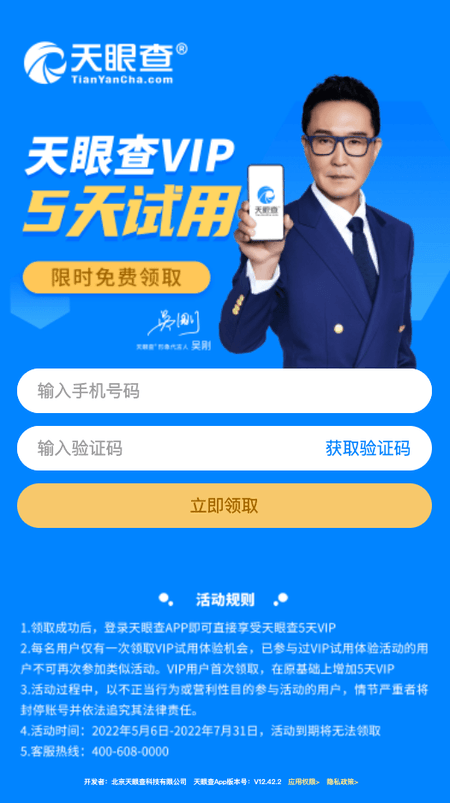 天眼查®
TianYanCha.com
天眼查VIP
5天试用
限时免费领取
天眼查
TianYanCha.com
吴刚
天眼查®形象代言人 吴刚
输入手机号码
输入验证码 获取验证码
立即领取
活动规则
1.领取成功后，登录天眼查APP即可直接享受天眼查5天VIP
2.每名用户仅有一次领取VIP试用体验机会，已参与过VIP试用体验活动的用
户不可再次参加类似活动。VIP用户首次领取，在原基础上增加5天VIP
3.活动过程中，以不正当行为或营利性目的参与活动的用户，情节严重者将
封停账号并依法追究其法律责任。
4.活动时间：2022年5月6日-2022年7月31日，活动到期将无法领取
5.客服热线：400-608-0000
开发者：北京天眼查科技有限公司 天眼查App版本号：V12.42.2 应用权限> 隐私政策>